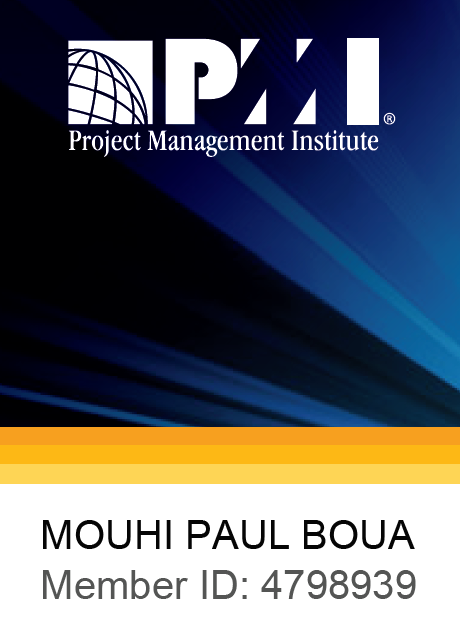 PMI®
Project Management Institute
MOUHI PAUL BOUA
Member ID: 4798939